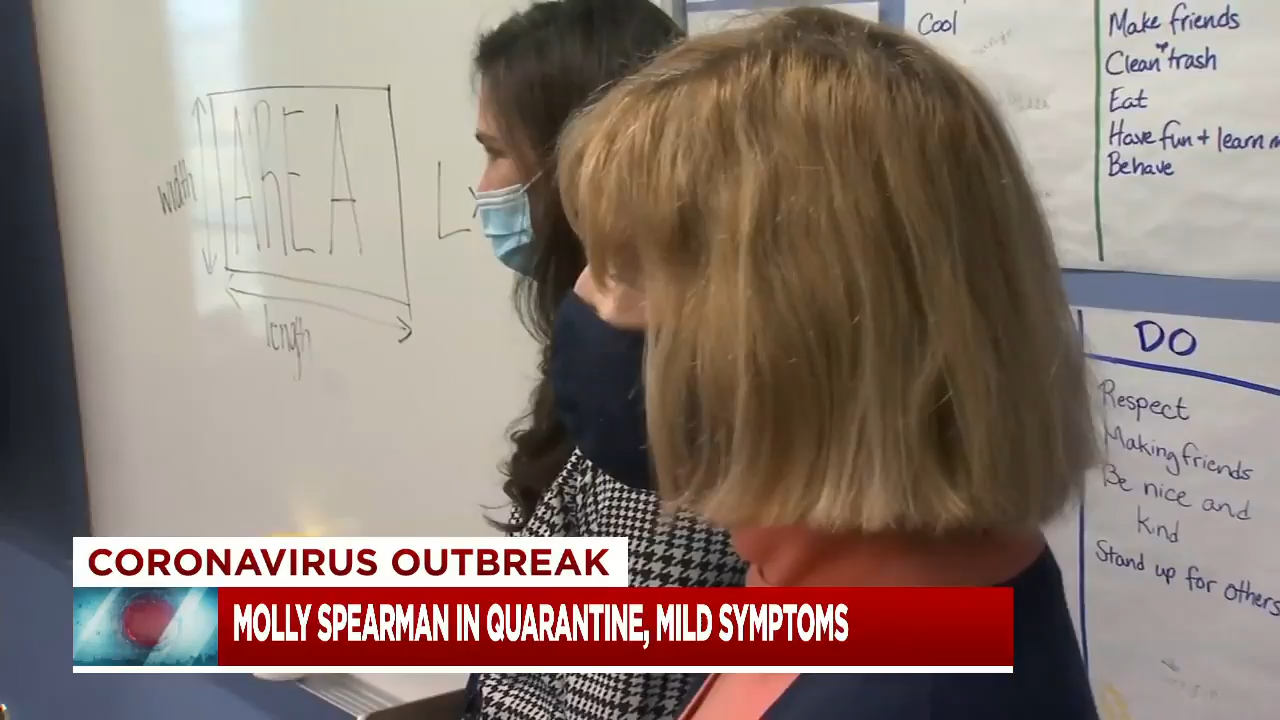 Cool
Make friends
Clean trash
Eat
Have fun + learn
Behave
AREA
width
L
length
DO
Respect
Making friends
Be nice and
kind
Stand up for others
CORONAVIRUS OUTBREAK
MOLLY SPEARMAN IN QUARANTINE, MILD SYMPTOMS